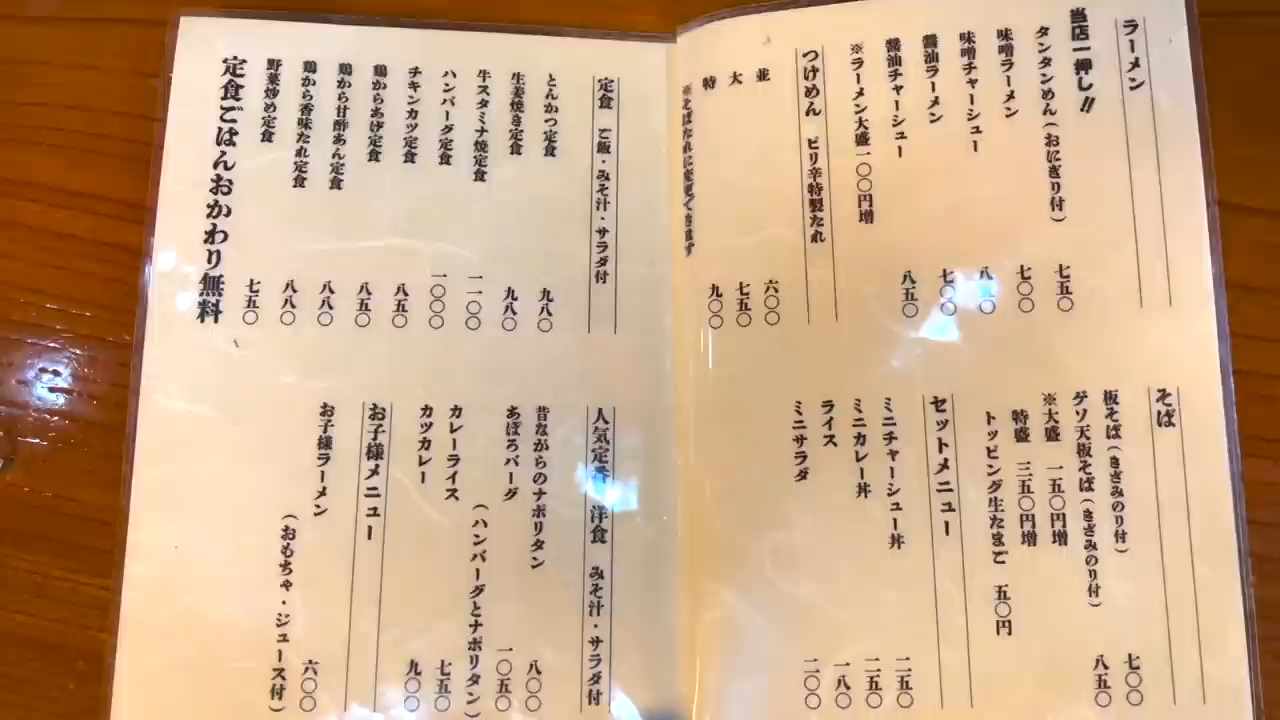 ラーメン
当店一押し!!
タンタンめん（おにぎり付） 七五〇
味噌ラーメン 七〇〇
味噌チャーシュー
醤油ラーメン 七〇〇
醤油チャーシュー 八五〇
※ラーメン大盛一〇〇円増
つけめん ピリ辛特製たれ
並 六〇〇
大 七五〇
特 九〇〇
※そばたれに変更できます
そば
板そば（きざみのり付） 七〇〇
ゲソ天板そば（きざみのり付） 八五〇
※大盛 一五〇円増
特盛 三五〇円増
トッピング生たまご 五〇円
セットメニュー
ミニチャーシュー丼 二五〇
ミニカレー丼 二五〇
ライス 一八〇
ミニサラダ 二〇〇
定食 ご飯・みそ汁・サラダ付
とんかつ定食 九八〇
生姜焼き定食 九八〇
牛スタミナ焼定食 一一〇〇
ハンバーグ定食 一〇〇〇
チキンカツ定食 八五〇
鶏からあげ定食 八五〇
鶏から甘酢あん定食 八八〇
鶏から香味たれ定食 八八〇
野菜炒め定食 七五〇
定食ごはんおかわり無料
人気定番 洋食 みそ汁・サラダ付
昔ながらのナポリタン 八〇〇
あぽろバーグ 一〇五〇
（ハンバーグとナポリタン）
カレーライス 七五〇
カツカレー 九〇〇
お子様メニュー
お子様ラーメン 六〇〇
（おもちゃ・ジュース付）